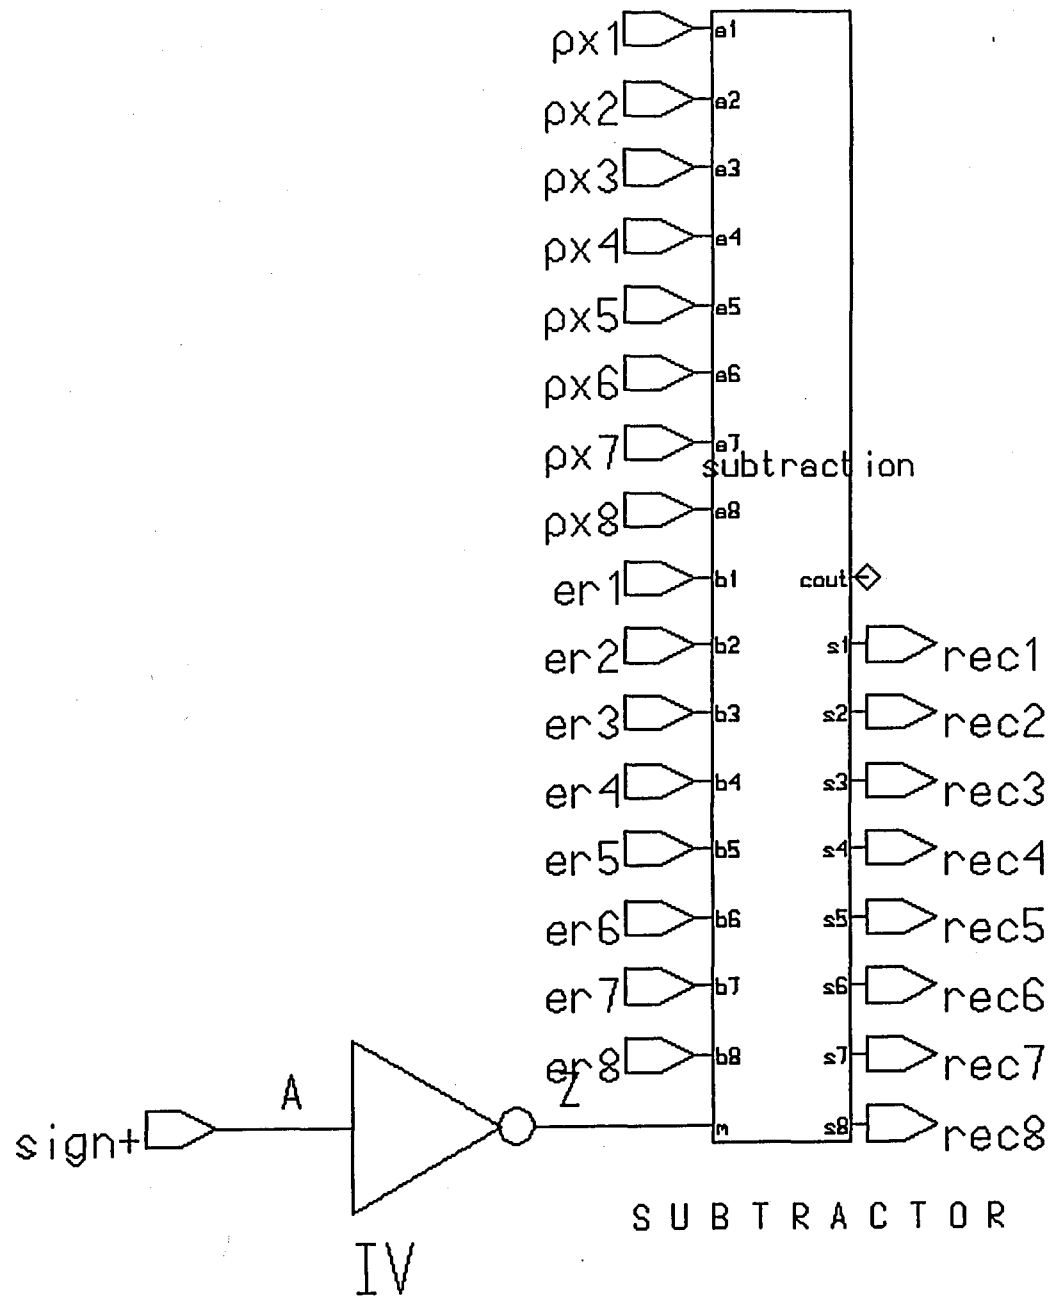 px1 a1
px2 a2
px3 a3
px4 a4
px5 a5
px6 a6
px7 a7
subtraction
px8 a8
er1 b1 cout
er2 b2 s1 rec1
er3 b3 s2 rec2
er4 b4 s3 rec3
er5 b5 s4 rec4
er6 b6 s5 rec5
er7 b7 s6 rec6
er8 b8 s7 rec7
A Z
sign+ m s8 rec8
SUBTRACTOR
IV